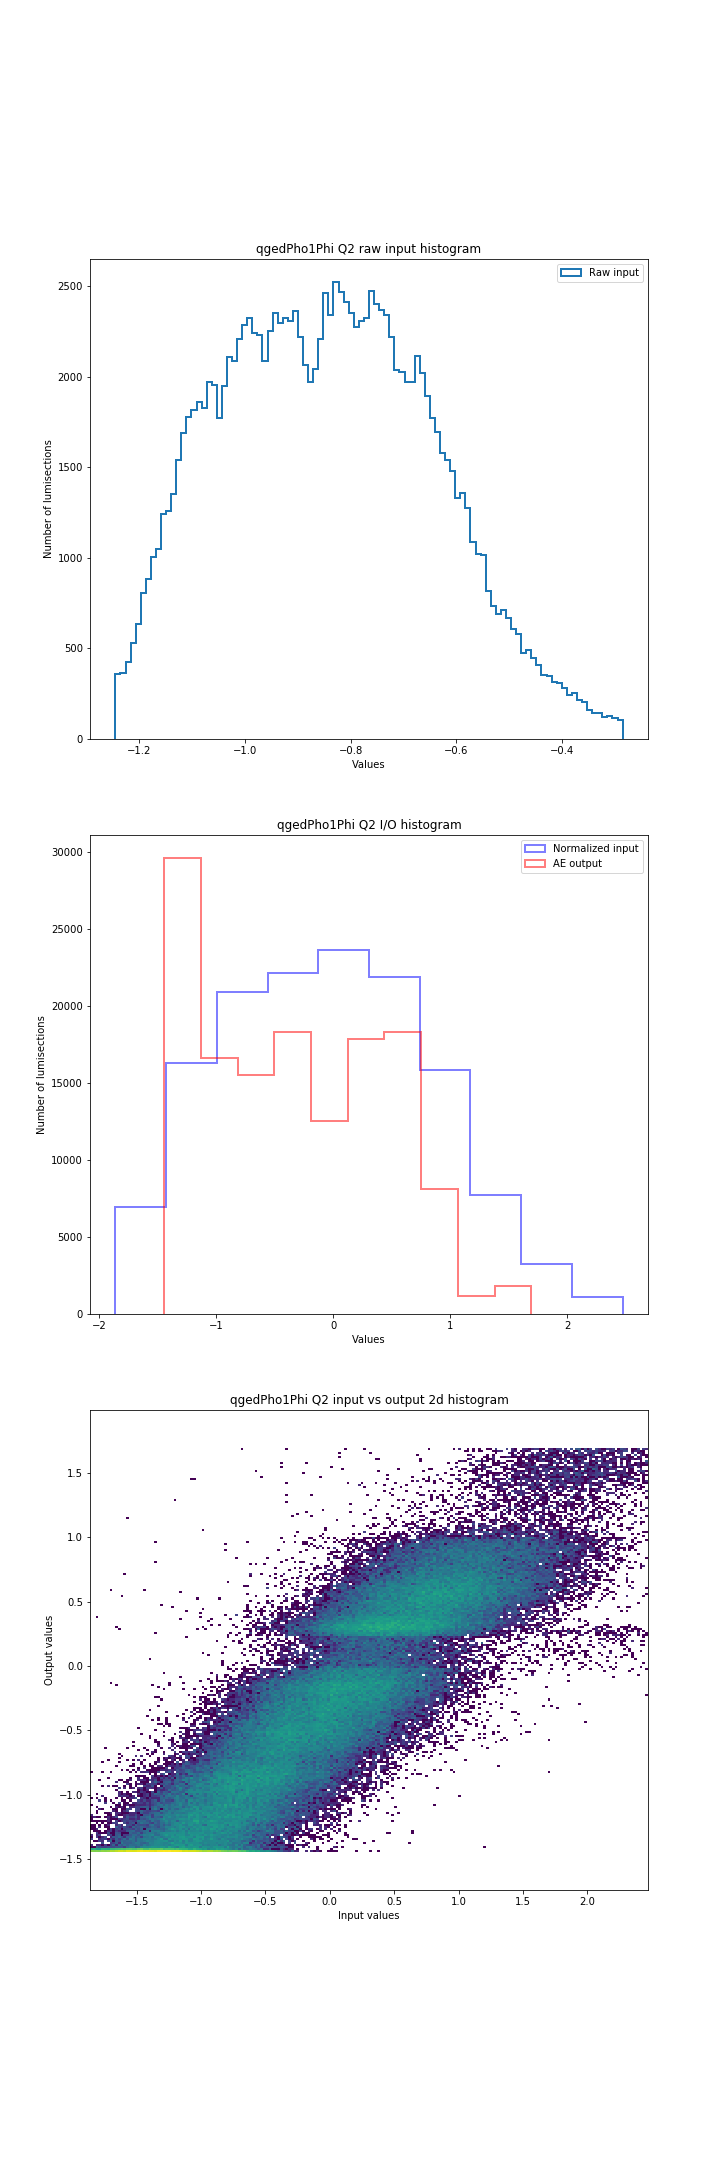 qgedPho1Phi Q2 raw input histogram
Raw input
2500
2000
1500
1000
500
0
Number of lumisections
−1.2 −1.0 −0.8 −0.6 −0.4
Values
qgedPho1Phi Q2 I/O histogram
Normalized input
AE output
30000
25000
20000
15000
10000
5000
0
Number of lumisections
−2 −1 0 1 2
Values
qgedPho1Phi Q2 input vs output 2d histogram
1.5
1.0
0.5
0.0
−0.5
−1.0
−1.5
Output values
−1.5 −1.0 −0.5 0.0 0.5 1.0 1.5 2.0
Input values